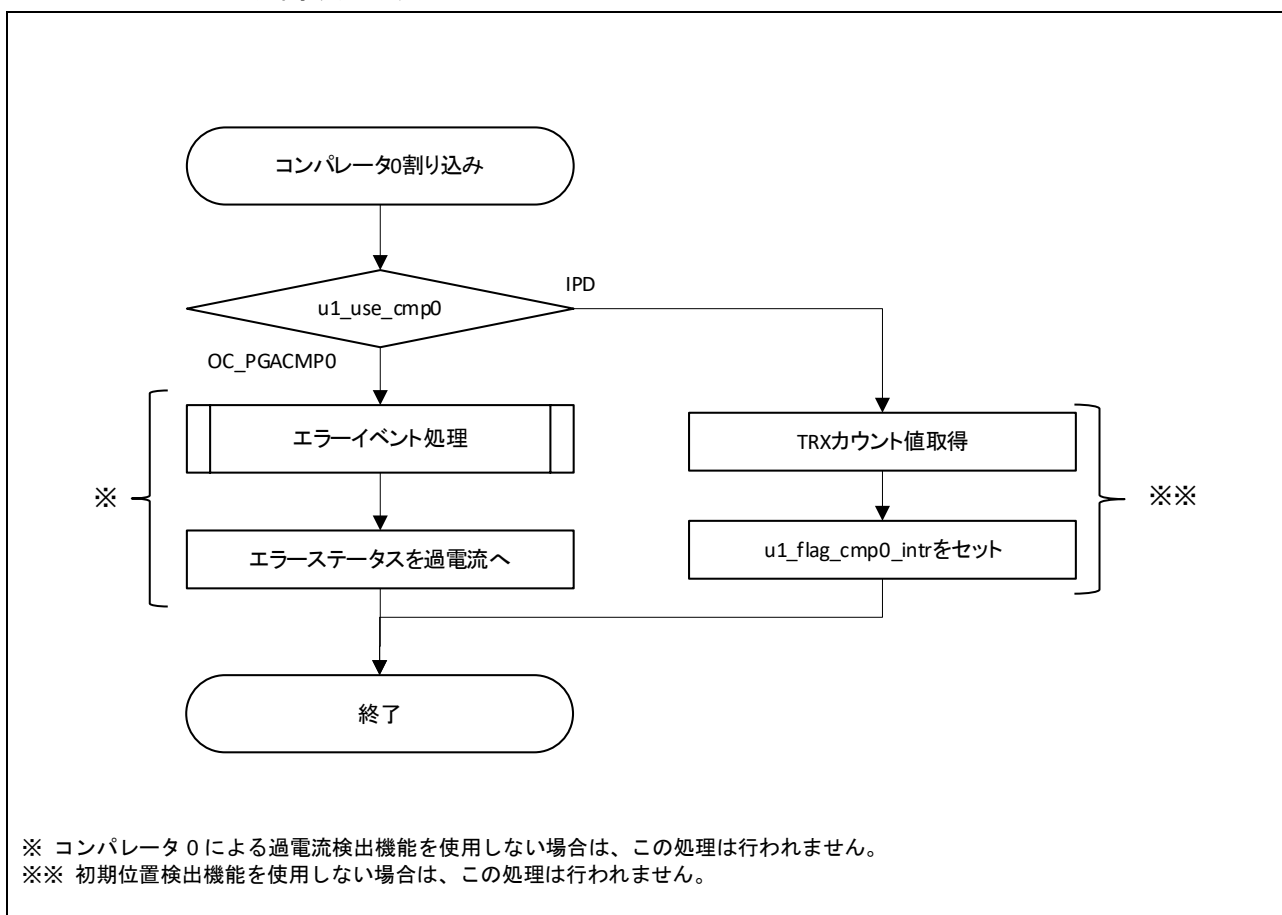 コンパレータ0割り込み
u1_use_cmp0
IPD
OC_PGACMP0
エラーイベント処理
TRXカウント値取得
※
※※
エラーステータスを過電流へ
u1_flag_cmp0_intrをセット
終了
※ コンパレータ０による過電流検出機能を使用しない場合は、この処理は行われません。
※※ 初期位置検出機能を使用しない場合は、この処理は行われません。